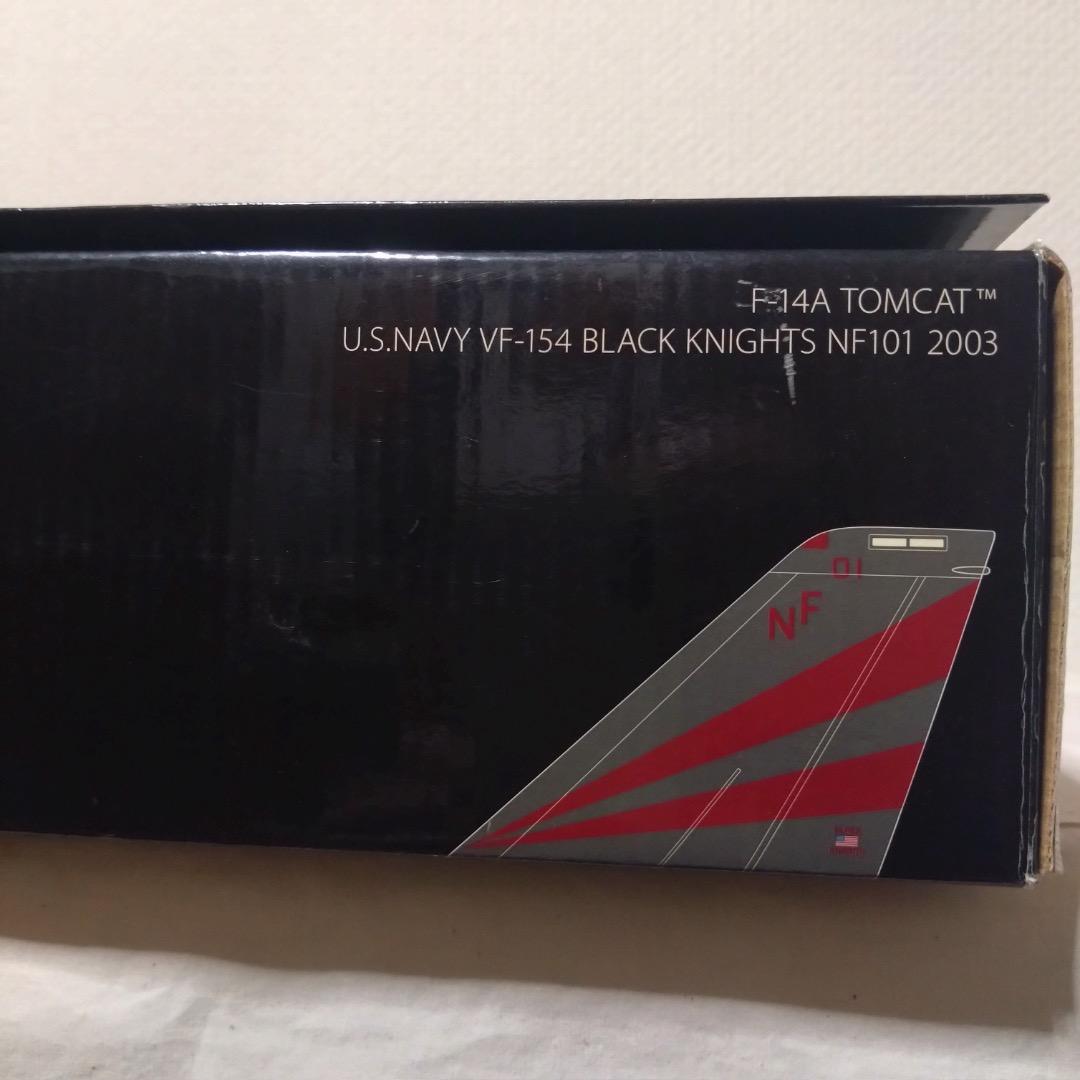 F-14A TOMCAT™
U.S.NAVY VF-154 BLACK KNIGHTS NF101 2003
01
NF